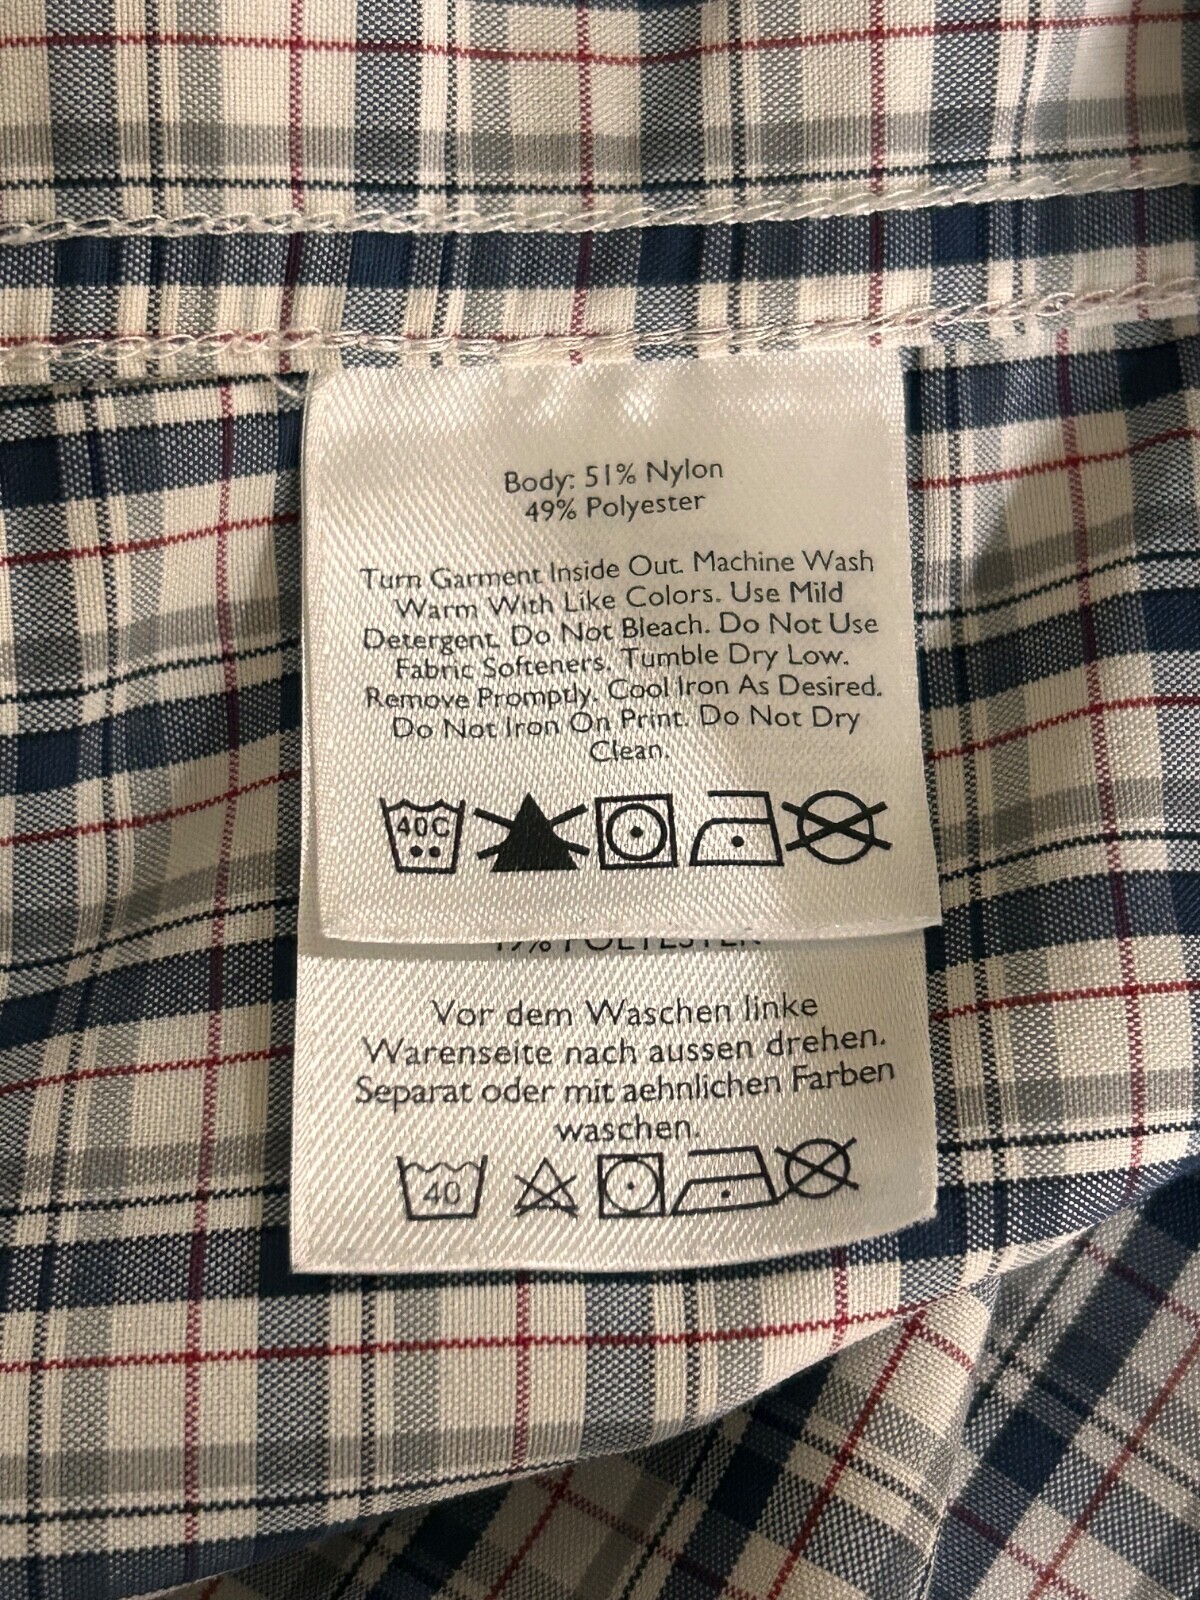 Body: 51% Nylon
49% Polyester
Turn Garment Inside Out. Machine Wash
Warm With Like Colors. Use Mild
Detergent. Do Not Bleach. Do Not Use
Fabric Softeners. Tumble Dry Low.
Remove Promptly. Cool Iron As Desired.
Do Not Iron On Print. Do Not Dry
Clean.
40C
Vor dem Waschen linke
Warenseite nach aussen drehen.
Separat oder mit aehnlichen Farben
waschen.
40